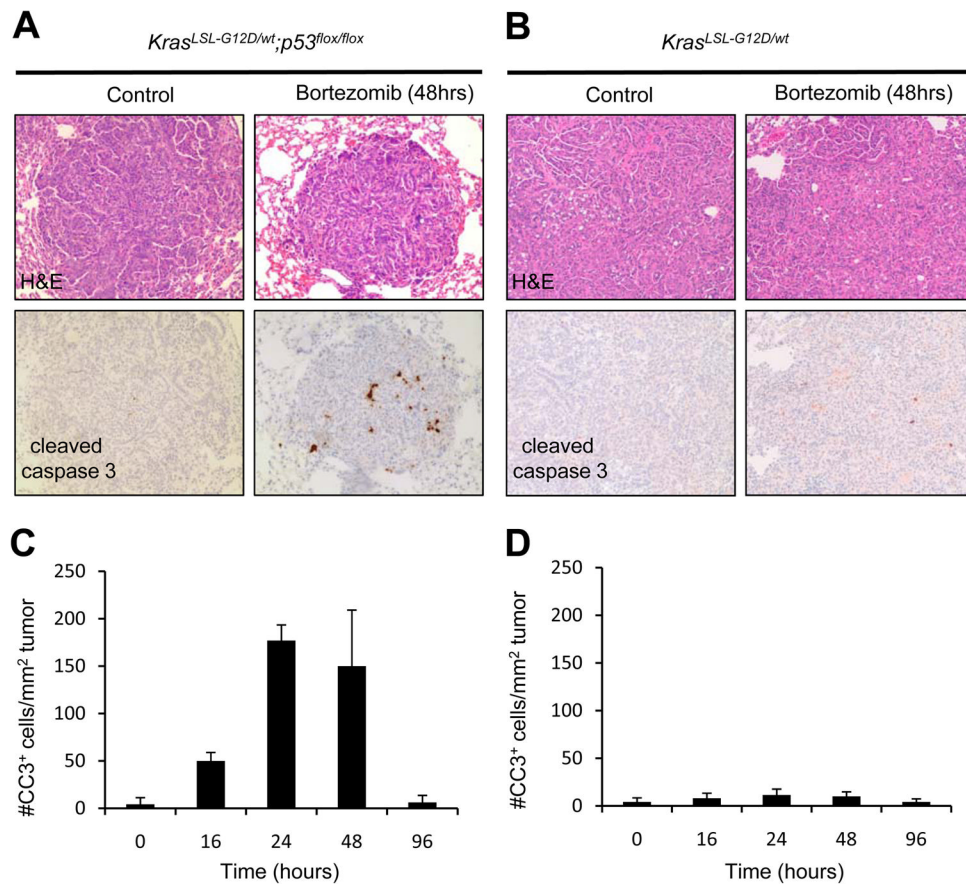 A
Kras^LSL-G12D/wt;p53^flox/flox
Control
Bortezomib (48hrs)
H&E
cleaved
caspase 3
B
Kras^LSL-G12D/wt
Control
Bortezomib (48hrs)
H&E
cleaved
caspase 3
C
#CC3⁺ cells/mm² tumor
250
200
150
100
50
0
0 16 24 48 96
Time (hours)
D
#CC3⁺ cells/mm² tumor
250
200
150
100
50
0
0 16 24 48 96
Time (hours)